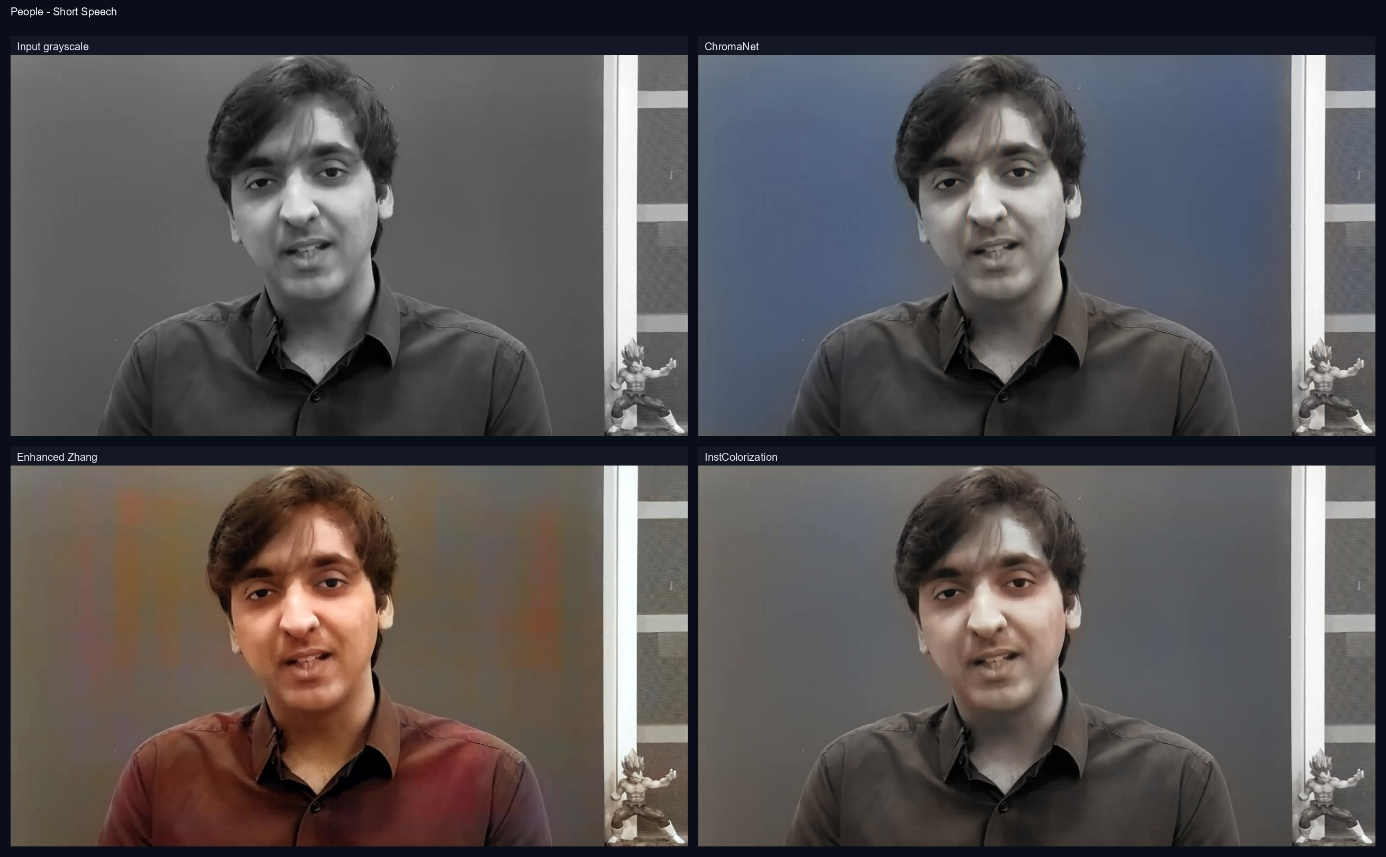 People - Short Speech
Input grayscale
ChromaNet
Enhanced Zhang
InstColorization